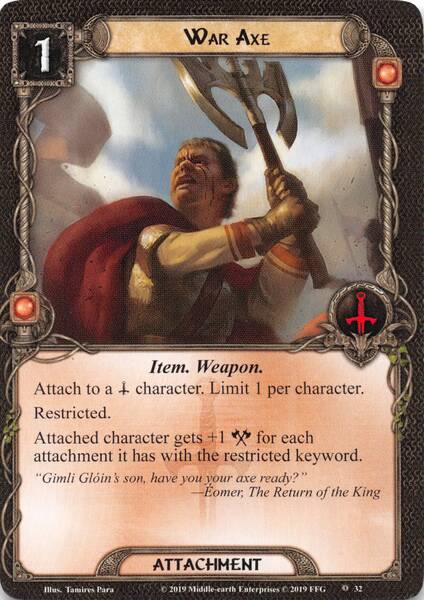 1
War Axe
Item. Weapon.
Attach to a character. Limit 1 per character.
Restricted.
Attached character gets +1 for each
attachment it has with the restricted keyword.
“Gimli Glóin’s son, have you your axe ready?”
—Éomer, The Return of the King
ATTACHMENT
Illus. Tamires Para © 2019 Middle-earth Enterprises © 2019 FFG 32